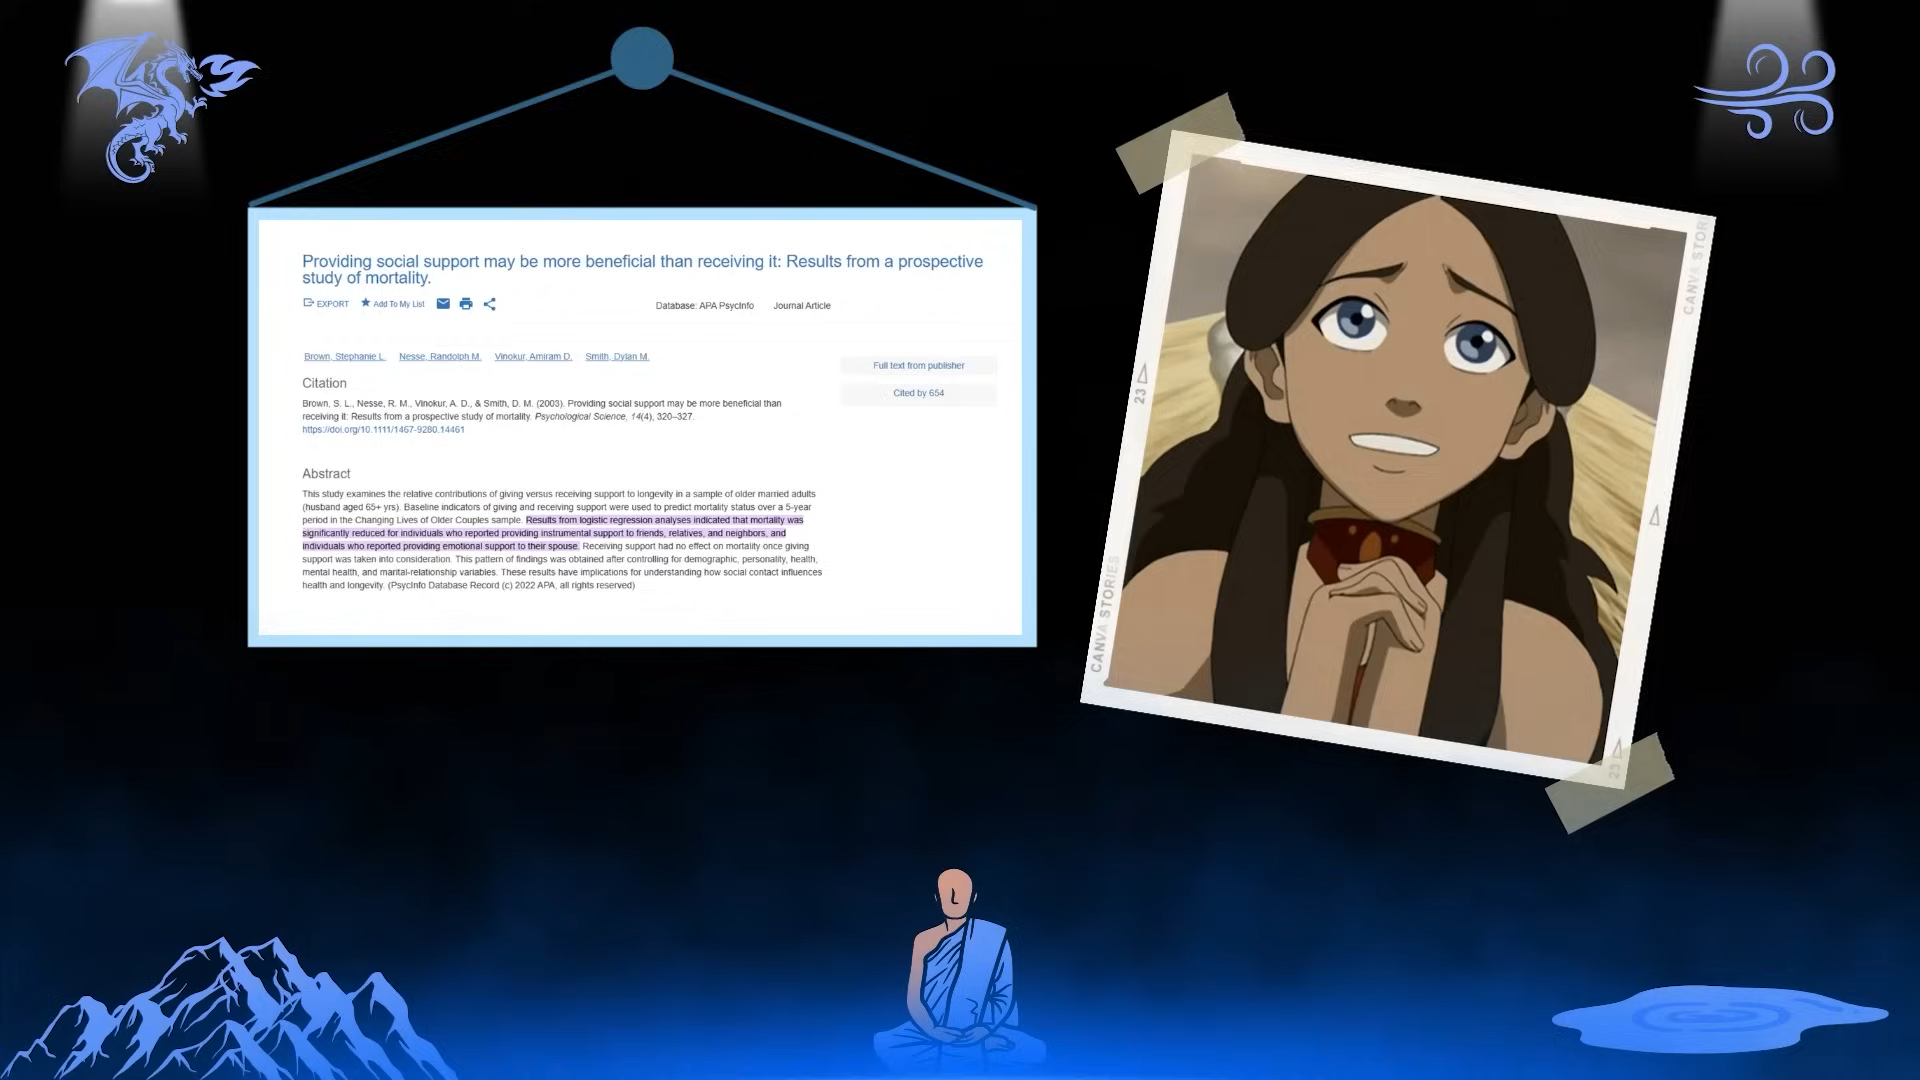 Providing social support may be more beneficial than receiving it: Results from a prospective
study of mortality.
EXPORT Add To My List Database: APA PsycInfo Journal Article
Brown, Stephanie L. Nesse, Randolph M. Vinokur, Amiram D. Smith, Dylan M.
Full text from publisher
Citation
Cited by 654
Brown, S. L., Nesse, R. M., Vinokur, A. D., & Smith, D. M. (2003). Providing social support may be more beneficial than
receiving it: Results from a prospective study of mortality. Psychological Science, 14(4), 320–327.
https://doi.org/10.1111/1467-9280.14461
Abstract
This study examines the relative contributions of giving versus receiving support to longevity in a sample of older married adults
(husband aged 65+ yrs). Baseline indicators of giving and receiving support were used to predict mortality status over a 5-year
period in the Changing Lives of Older Couples sample. Results from logistic regression analyses indicated that mortality was
significantly reduced for individuals who reported providing instrumental support to friends, relatives, and neighbors, and
individuals who reported providing emotional support to their spouse. Receiving support had no effect on mortality once giving
support was taken into consideration. This pattern of findings was obtained after controlling for demographic, personality, health,
mental health, and marital-relationship variables. These results have implications for understanding how social contact influences
health and longevity. (PsycInfo Database Record (c) 2022 APA, all rights reserved)
CANVA STOR
23
CANVA STORIES
23